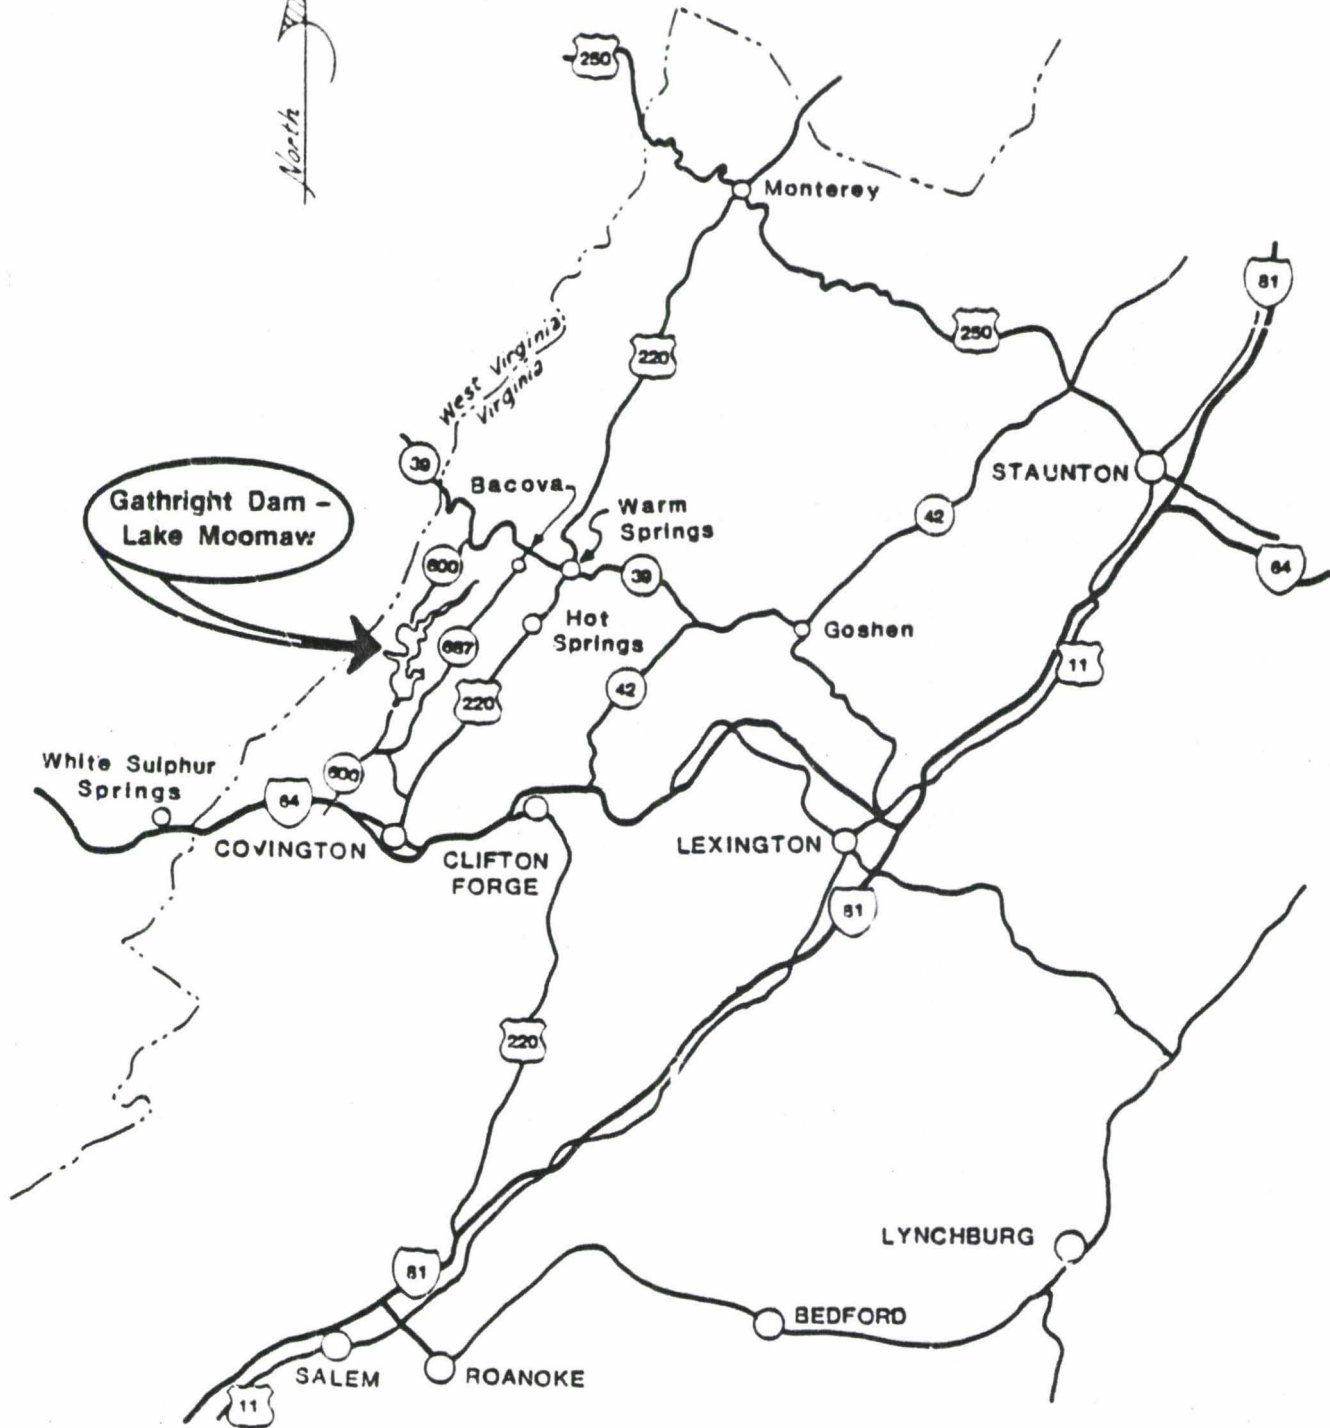 North
250
Monterey
81
250
220
West Virginia
Virginia
39
Bacova
Warm
Springs
STAUNTON
Gathright Dam -
Lake Moomaw
42
600
39
64
Hot
Springs
Goshen
687
11
42
220
White Sulphur
Springs
600
64
COVINGTON
CLIFTON
FORGE
LEXINGTON
81
220
LYNCHBURG
81
BEDFORD
SALEM
ROANOKE
11